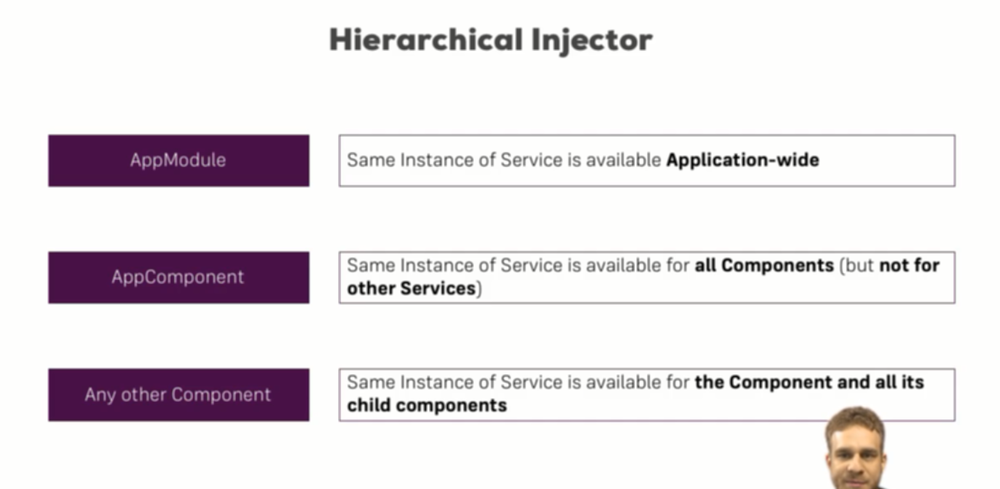 Hierarchical Injector
AppModule
Same Instance of Service is available Application-wide
AppComponent
Same Instance of Service is available for all Components (but not for
other Services)
Any other Component
Same Instance of Service is available for the Component and all its
child components